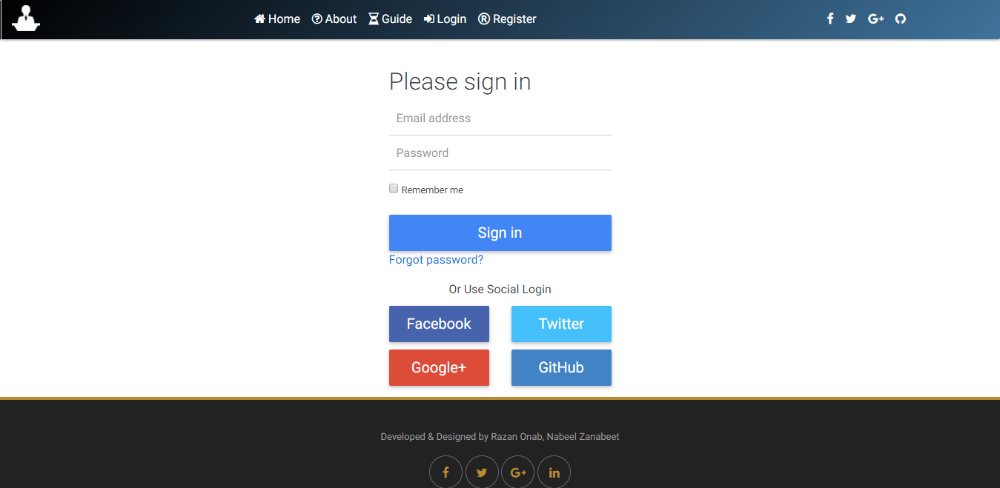 Home About Guide Login Register
Please sign in
Email address
Password
Remember me
Sign in
Forgot password?
Or Use Social Login
Facebook Twitter
Google+ GitHub
Developed & Designed by Razan Onab, Nabeel Zanabeet